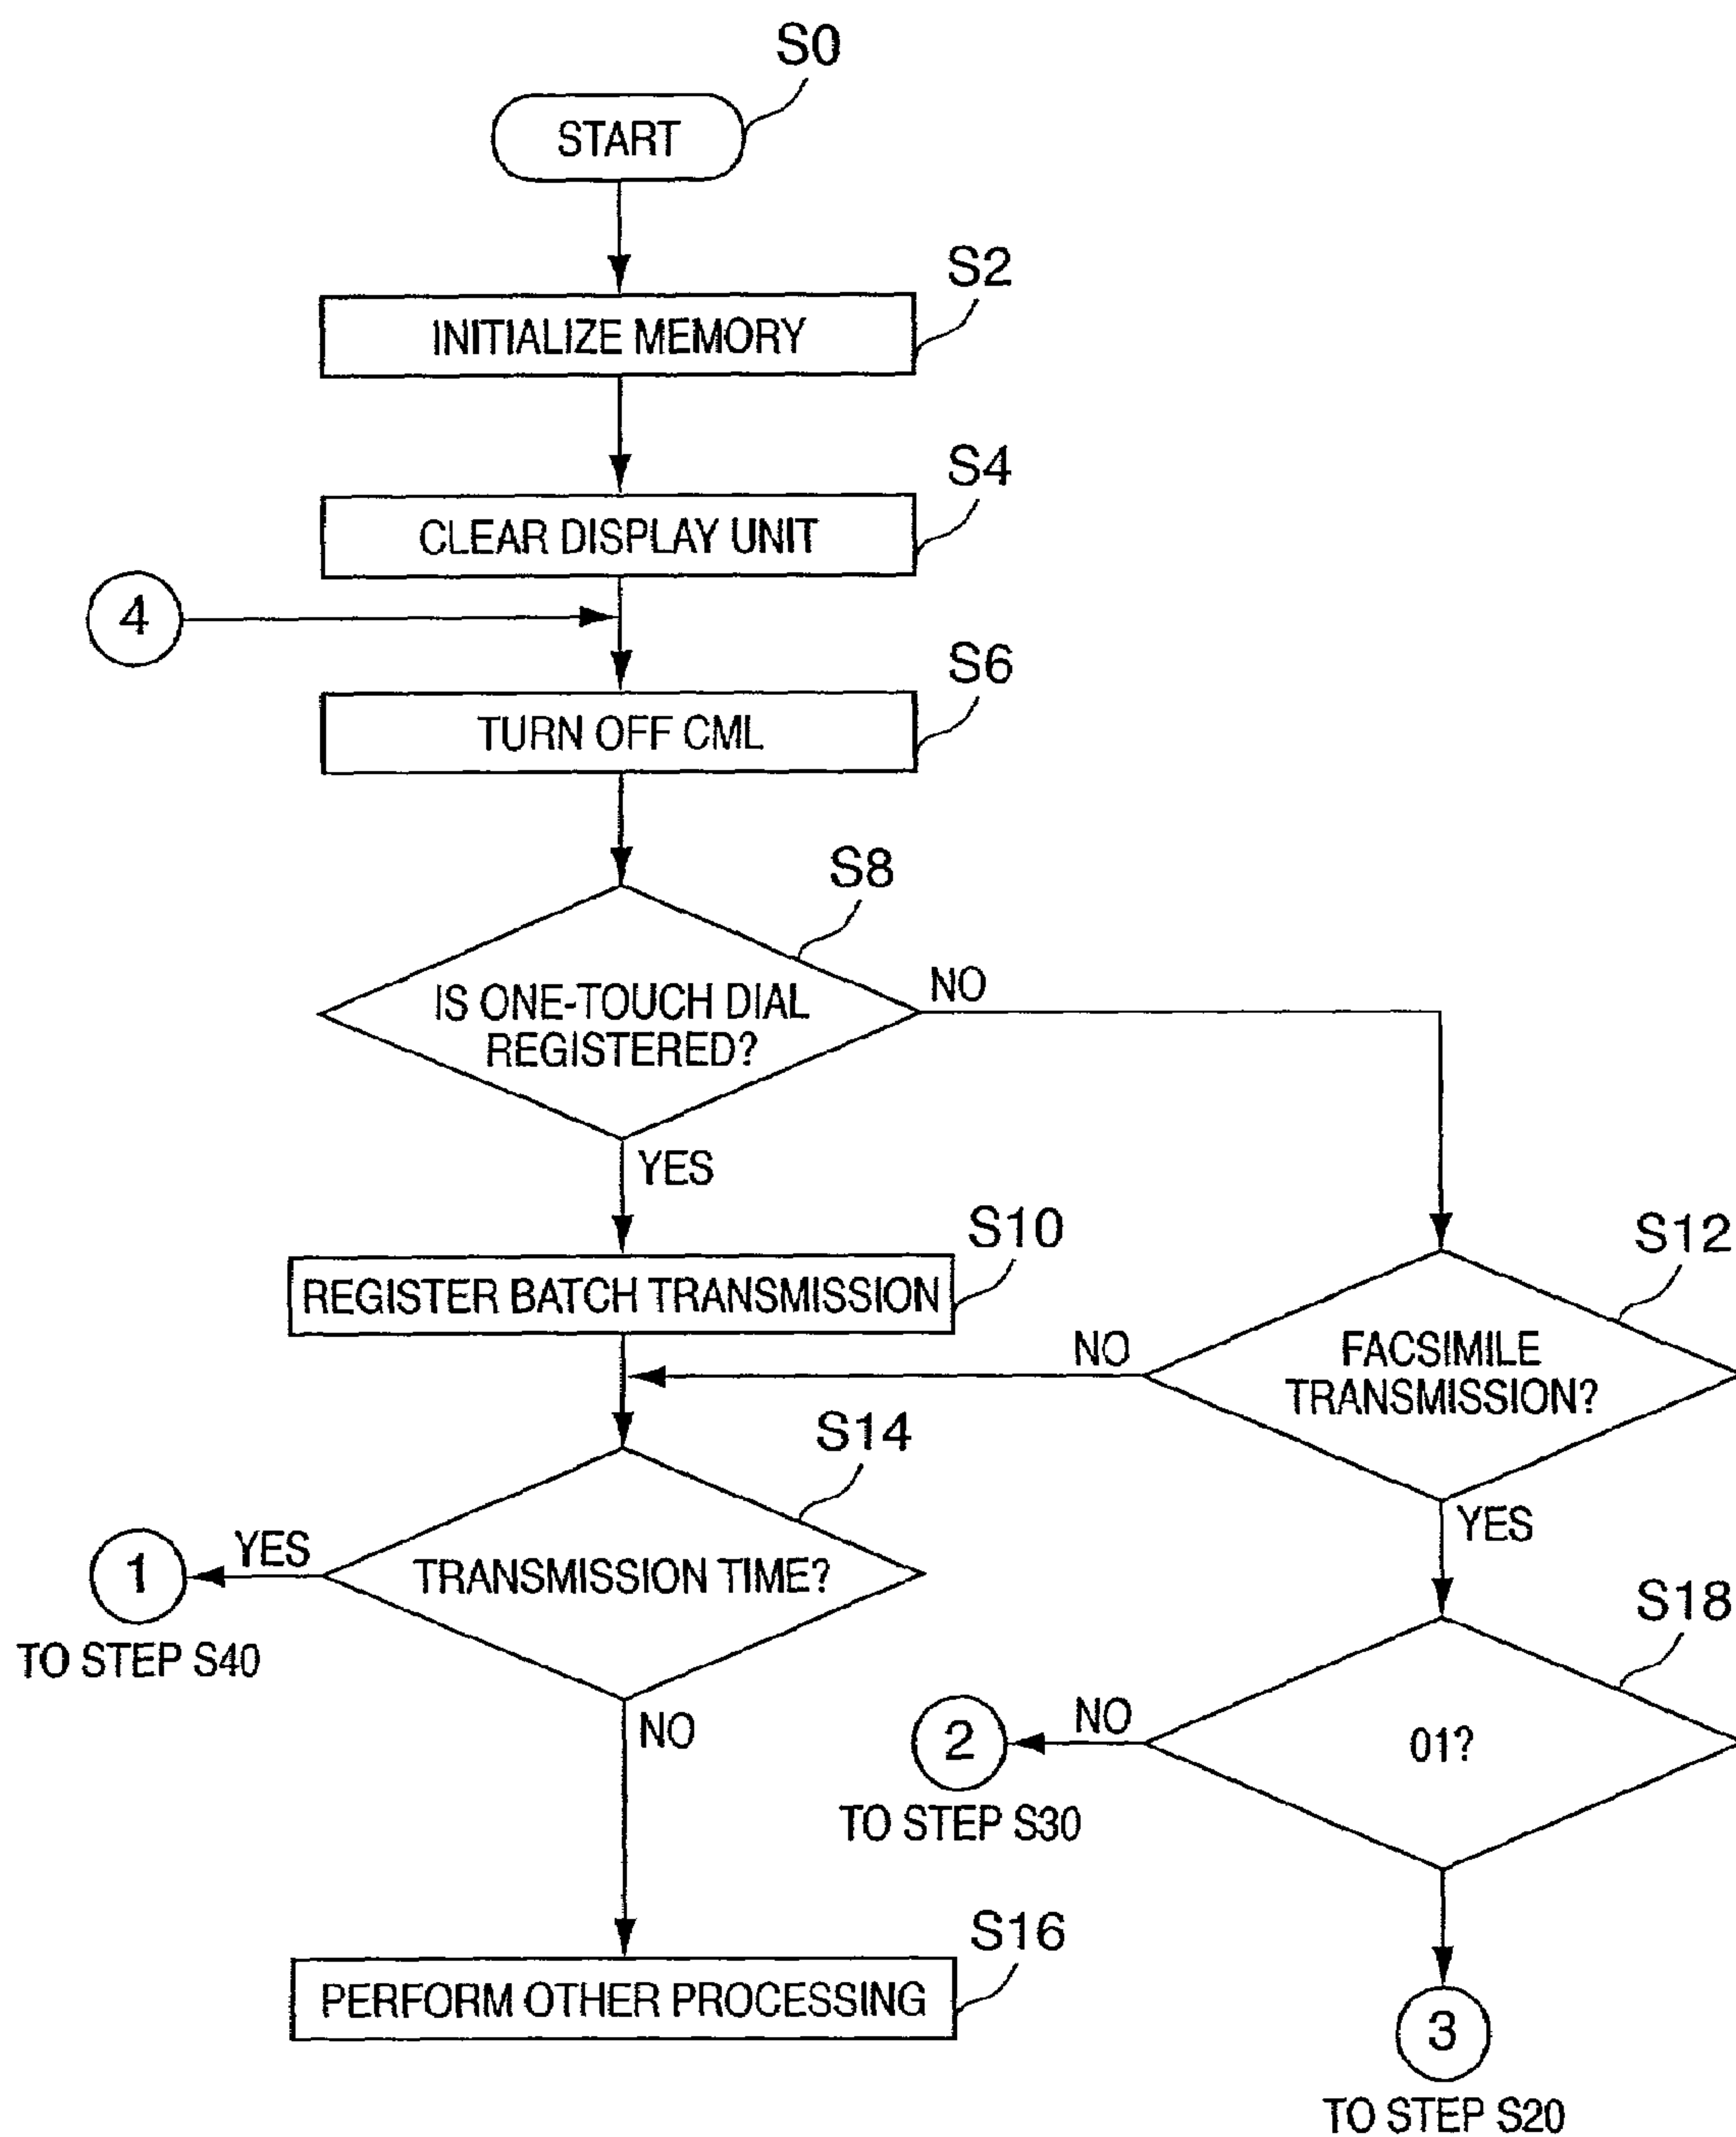 S0
START
S2
INITIALIZE MEMORY
S4
CLEAR DISPLAY UNIT
4
S6
TURN OFF CML
S8
IS ONE-TOUCH DIAL
REGISTERED?
NO
YES
S10
REGISTER BATCH TRANSMISSION
S12
FACSIMILE
TRANSMISSION?
NO
YES
S14
TRANSMISSION TIME?
YES
1
TO STEP S40
NO
S18
01?
NO
2
TO STEP S30
S16
PERFORM OTHER PROCESSING
3
TO STEP S20